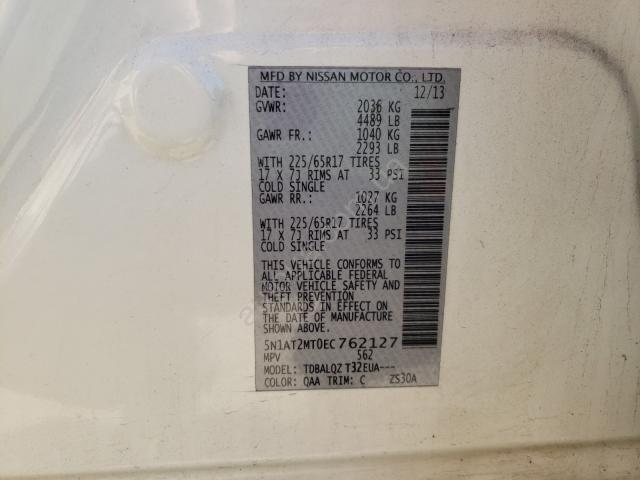 MFD BY NISSAN MOTOR CO., LTD.
DATE: 12/13
GVWR: 2036 KG
4489 LB
GAWR FR.: 1040 KG
2293 LB
WITH 225/65R17 TIRES
17 X 7J RIMS AT 33 PSI
COLD SINGLE
GAWR RR.: 1027 KG
2264 LB
WITH 225/65R17 TIRES
17 X 7J RIMS AT 33 PSI
COLD SINGLE
THIS VEHICLE CONFORMS TO
ALL APPLICABLE FEDERAL
MOTOR VEHICLE SAFETY AND
THEFT PREVENTION
STANDARDS IN EFFECT ON
THE DATE OF MANUFACTURE
SHOWN ABOVE.
5N1AT2MT0EC762127
MPV 562
MODEL: TDBALQZ T32EUA---
COLOR: QAA TRIM: C ZS30A